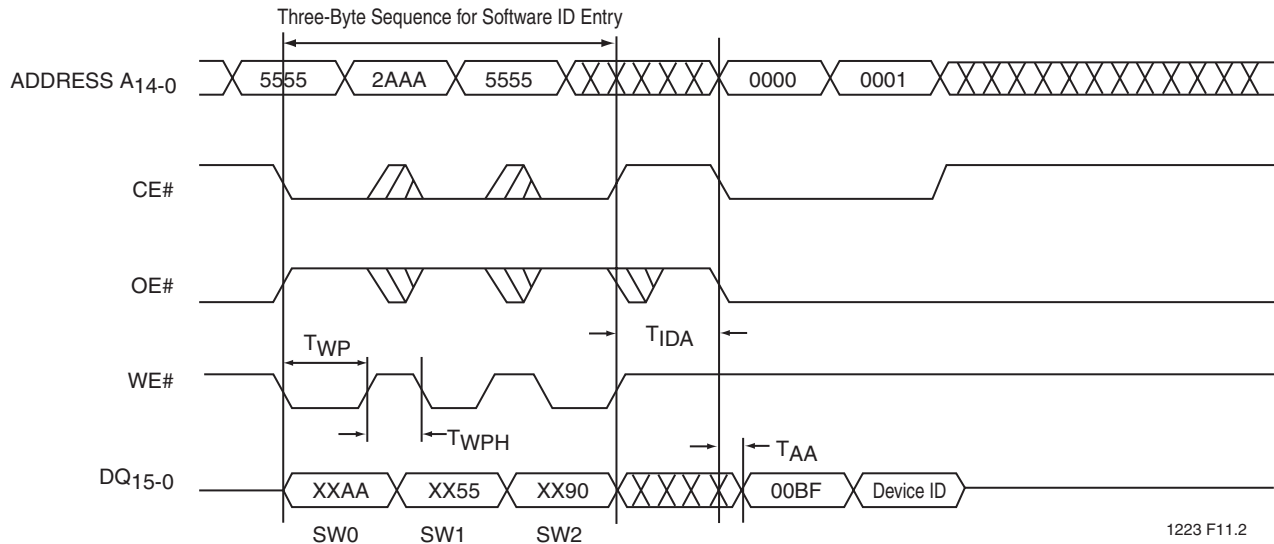 Three-Byte Sequence for Software ID Entry
ADDRESS A14-0 5555 2AAA 5555 0000 0001
CE#
OE#
TWP TIDA
WE#
TWPH TAA
DQ15-0 XXAA XX55 XX90 00BF Device ID
SW0 SW1 SW2
1223 F11.2